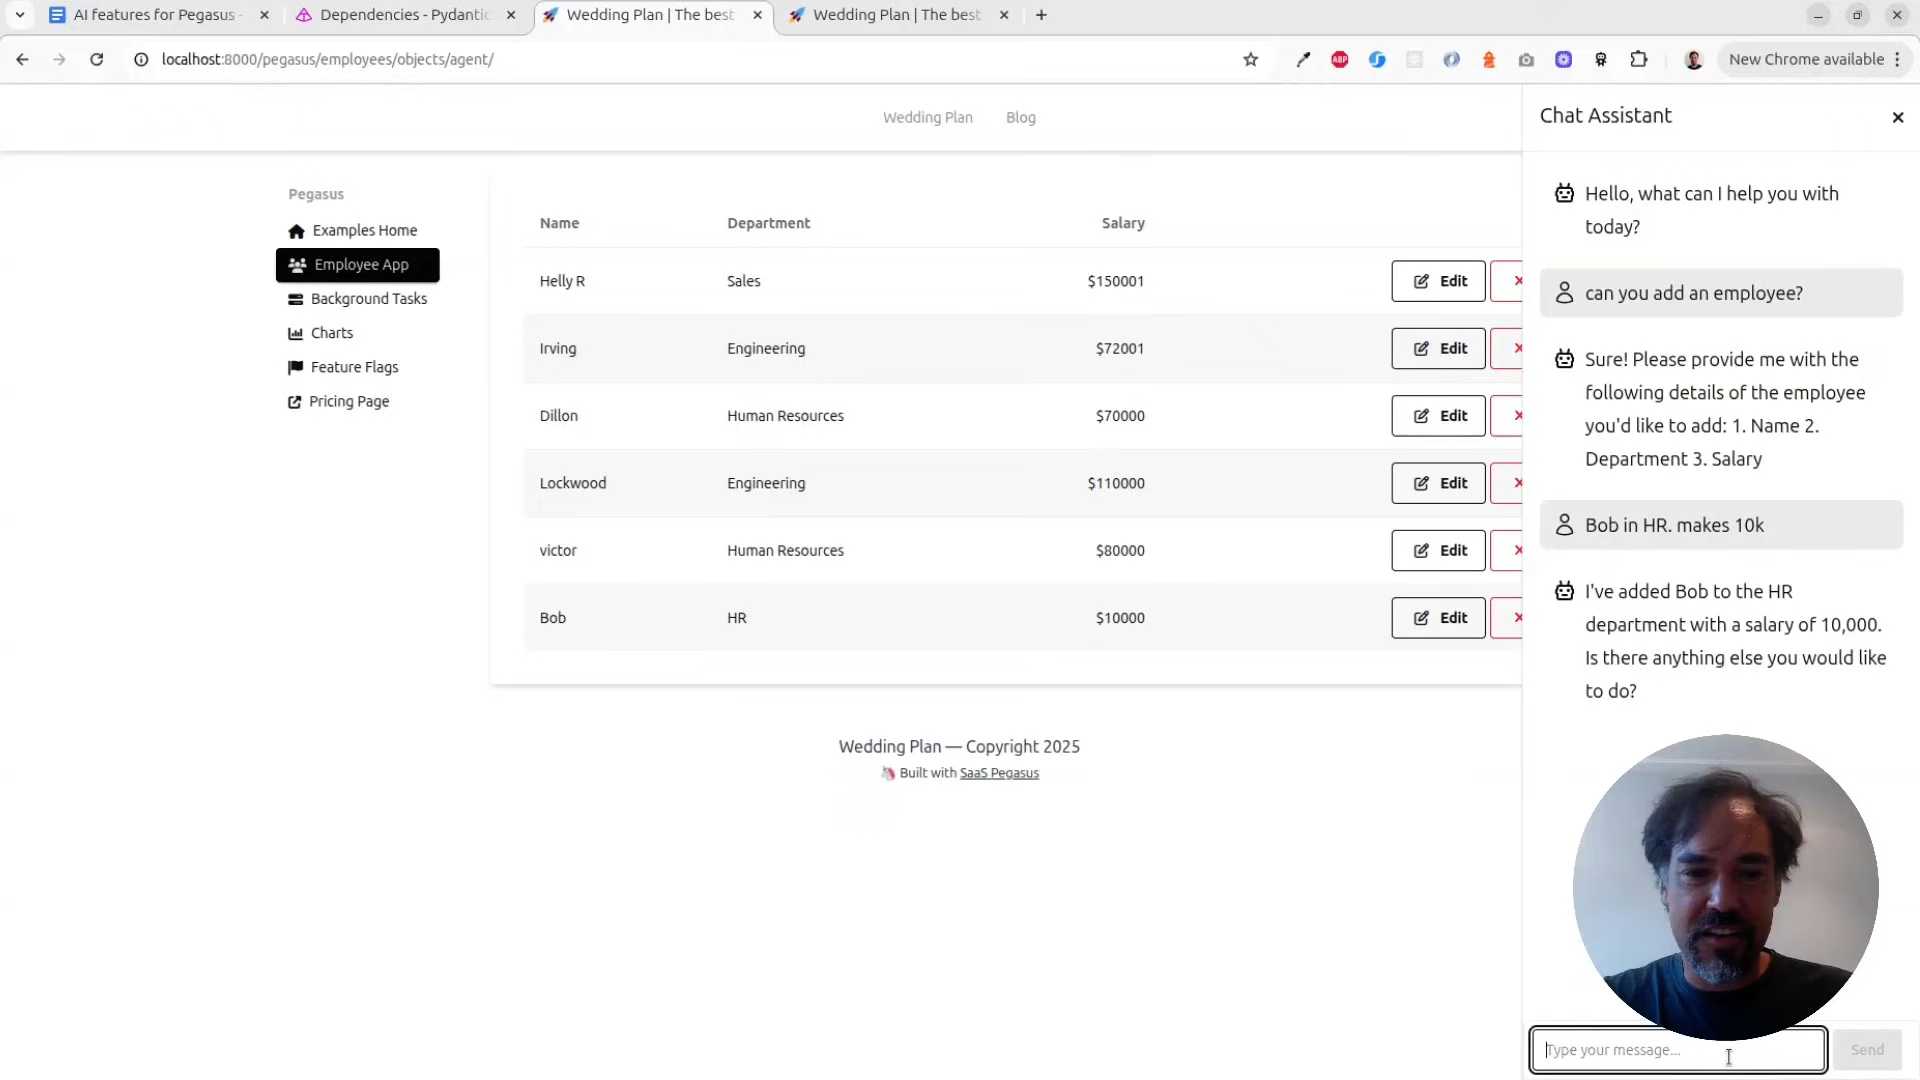 AI features for Pegasus -
Dependencies - Pydantic
Wedding Plan | The best
Wedding Plan | The best
localhost:8000/pegasus/employees/objects/agent/
ABP
New Chrome available
Wedding Plan
Blog
Chat Assistant
Pegasus
Examples Home
Employee App
Background Tasks
Charts
Feature Flags
Pricing Page
Name Department Salary
Helly R Sales $150001 Edit
Irving Engineering $72001 Edit
Dillon Human Resources $70000 Edit
Lockwood Engineering $110000 Edit
victor Human Resources $80000 Edit
Bob HR $10000 Edit
Wedding Plan — Copyright 2025
Built with SaaS Pegasus
Hello, what can I help you with
today?
can you add an employee?
Sure! Please provide me with the
following details of the employee
you'd like to add: 1. Name 2.
Department 3. Salary
Bob in HR. makes 10k
I've added Bob to the HR
department with a salary of 10,000.
Is there anything else you would like
to do?
Type your message...
Send